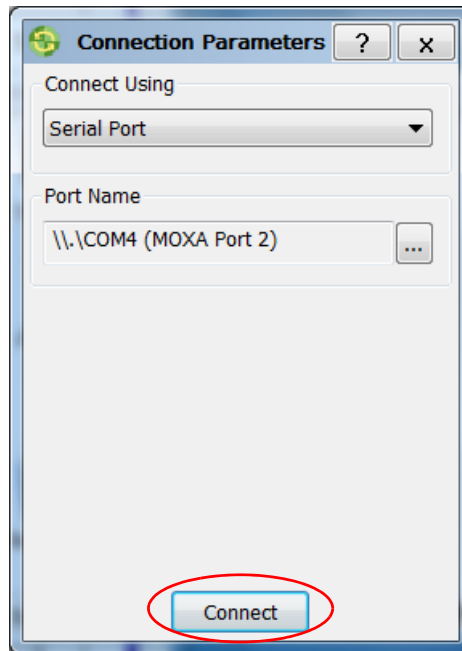 Connection Parameters ? x
Connect Using
Serial Port
Port Name
\\.\COM4 (MOXA Port 2) ...
Connect